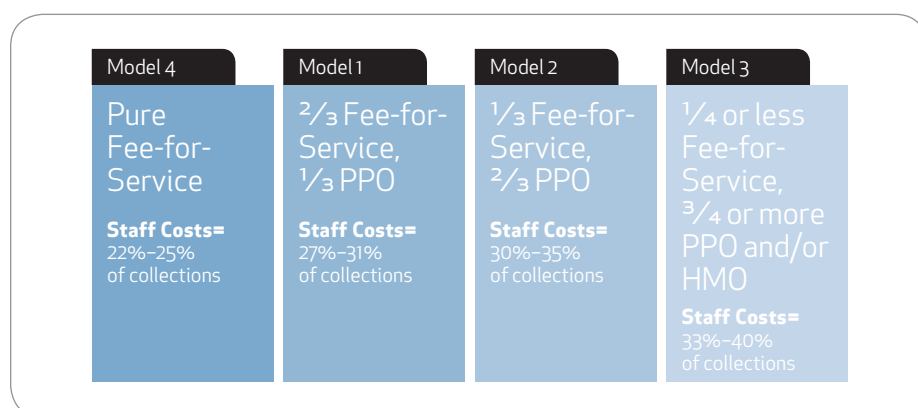 Model 4
Pure
Fee-for-
Service
Staff Costs=
22%–25%
of collections
Model 1
⅔ Fee-for-
Service,
⅓ PPO
Staff Costs=
27%–31%
of collections
Model 2
⅓ Fee-for-
Service,
⅔ PPO
Staff Costs=
30%–35%
of collections
Model 3
¼ or less
Fee-for-
Service,
¾ or more
PPO and/or
HMO
Staff Costs=
33%–40%
of collections